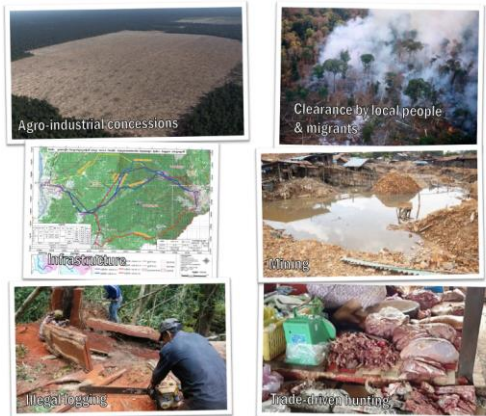 Agro-industrial concessions
Clearance by local people
& migrants
Infrastructure
Mining
Illegal logging
Trade-driven hunting